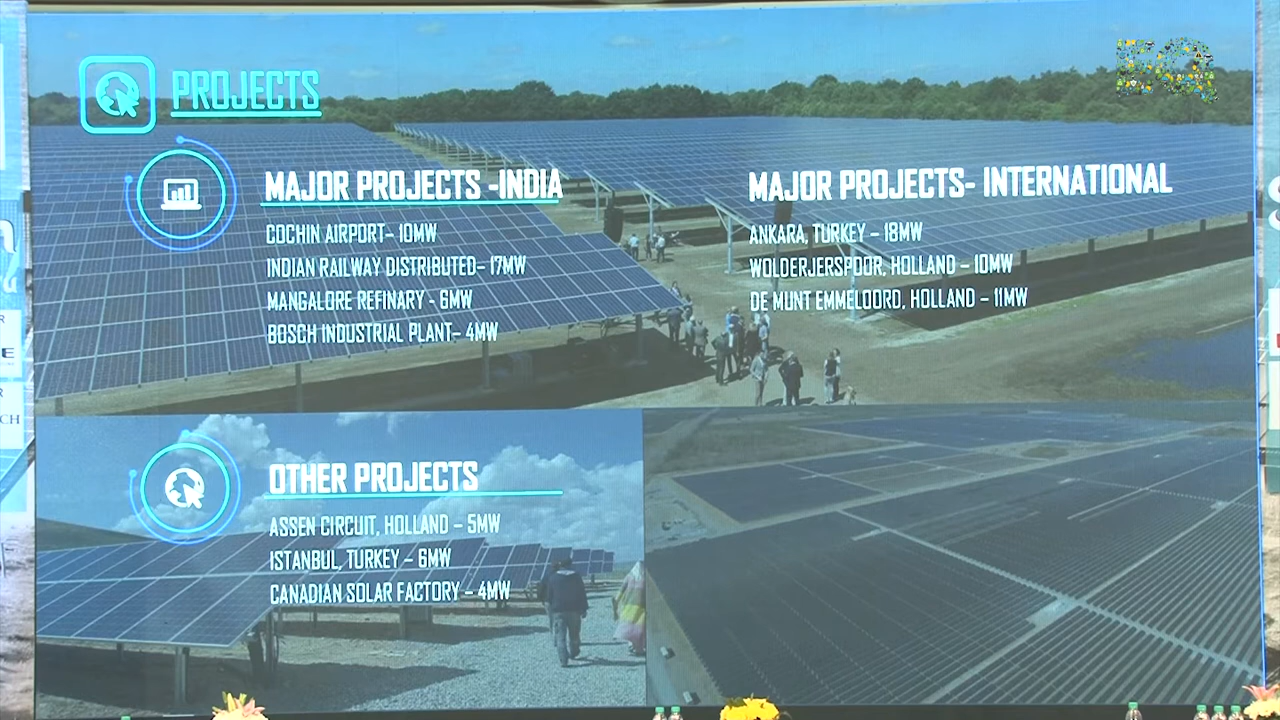 PROJECTS
EQ
MAJOR PROJECTS -INDIA
COCHIN AIRPORT- 10MW
INDIAN RAILWAY DISTRIBUTED- 17MW
MANGALORE REFINARY - 6MW
BOSCH INDUSTRIAL PLANT- 4MW
MAJOR PROJECTS- INTERNATIONAL
ANKARA, TURKEY - 18MW
WOLDERJERSPOOR, HOLLAND - 10MW
DE MUNT EMMELOORD, HOLLAND - 11MW
OTHER PROJECTS
ASSEN CIRCUIT, HOLLAND - 5MW
ISTANBUL, TURKEY - 6MW
CANADIAN SOLAR FACTORY - 4MW